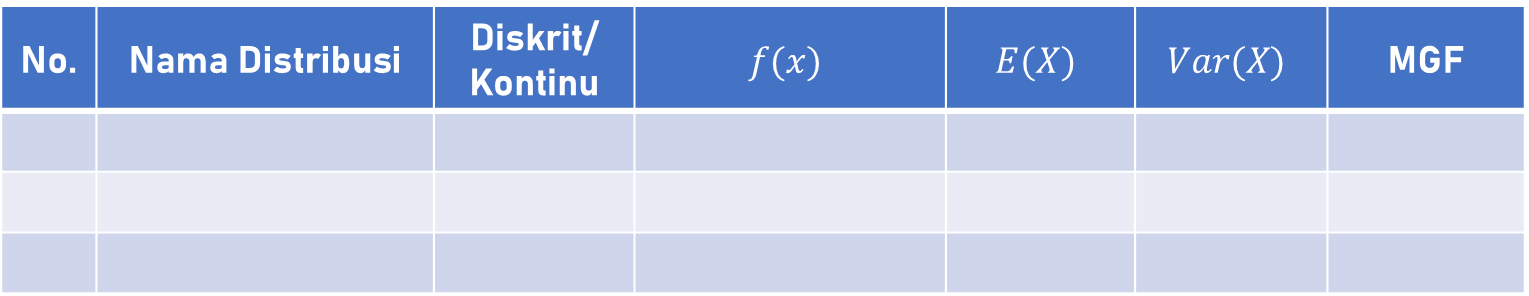 No. Nama Distribusi Diskrit/ Kontinu f(x) E(X) Var(X) MGF